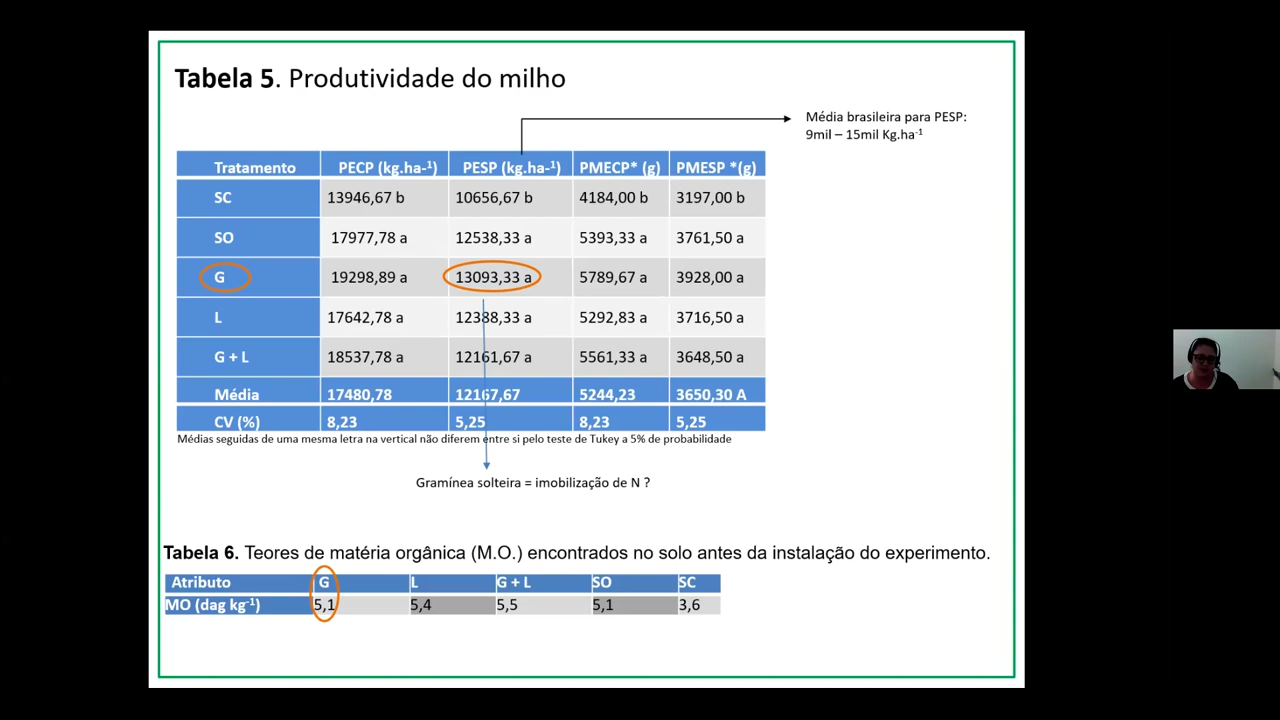 Tabela 5. Produtividade do milho
Média brasileira para PESP:
9mil – 15mil Kg.ha-1
Tratamento PECP (kg.ha-1) PESP (kg.ha-1) PMECP* (g) PMESP *(g)
SC 13946,67 b 10656,67 b 4184,00 b 3197,00 b
SO 17977,78 a 12538,33 a 5393,33 a 3761,50 a
G 19298,89 a 13093,33 a 5789,67 a 3928,00 a
L 17642,78 a 12388,33 a 5292,83 a 3716,50 a
G + L 18537,78 a 12161,67 a 5561,33 a 3648,50 a
Média 17480,78 12167,67 5244,23 3650,30 A
CV (%) 8,23 5,25 8,23 5,25
Médias seguidas de uma mesma letra na vertical não diferem entre si pelo teste de Tukey a 5% de probabilidade
Gramínea solteira = imobilização de N ?
Tabela 6. Teores de matéria orgânica (M.O.) encontrados no solo antes da instalação do experimento.
Atributo G L G + L SO SC
MO (dag kg-1) 5,1 5,4 5,5 5,1 3,6